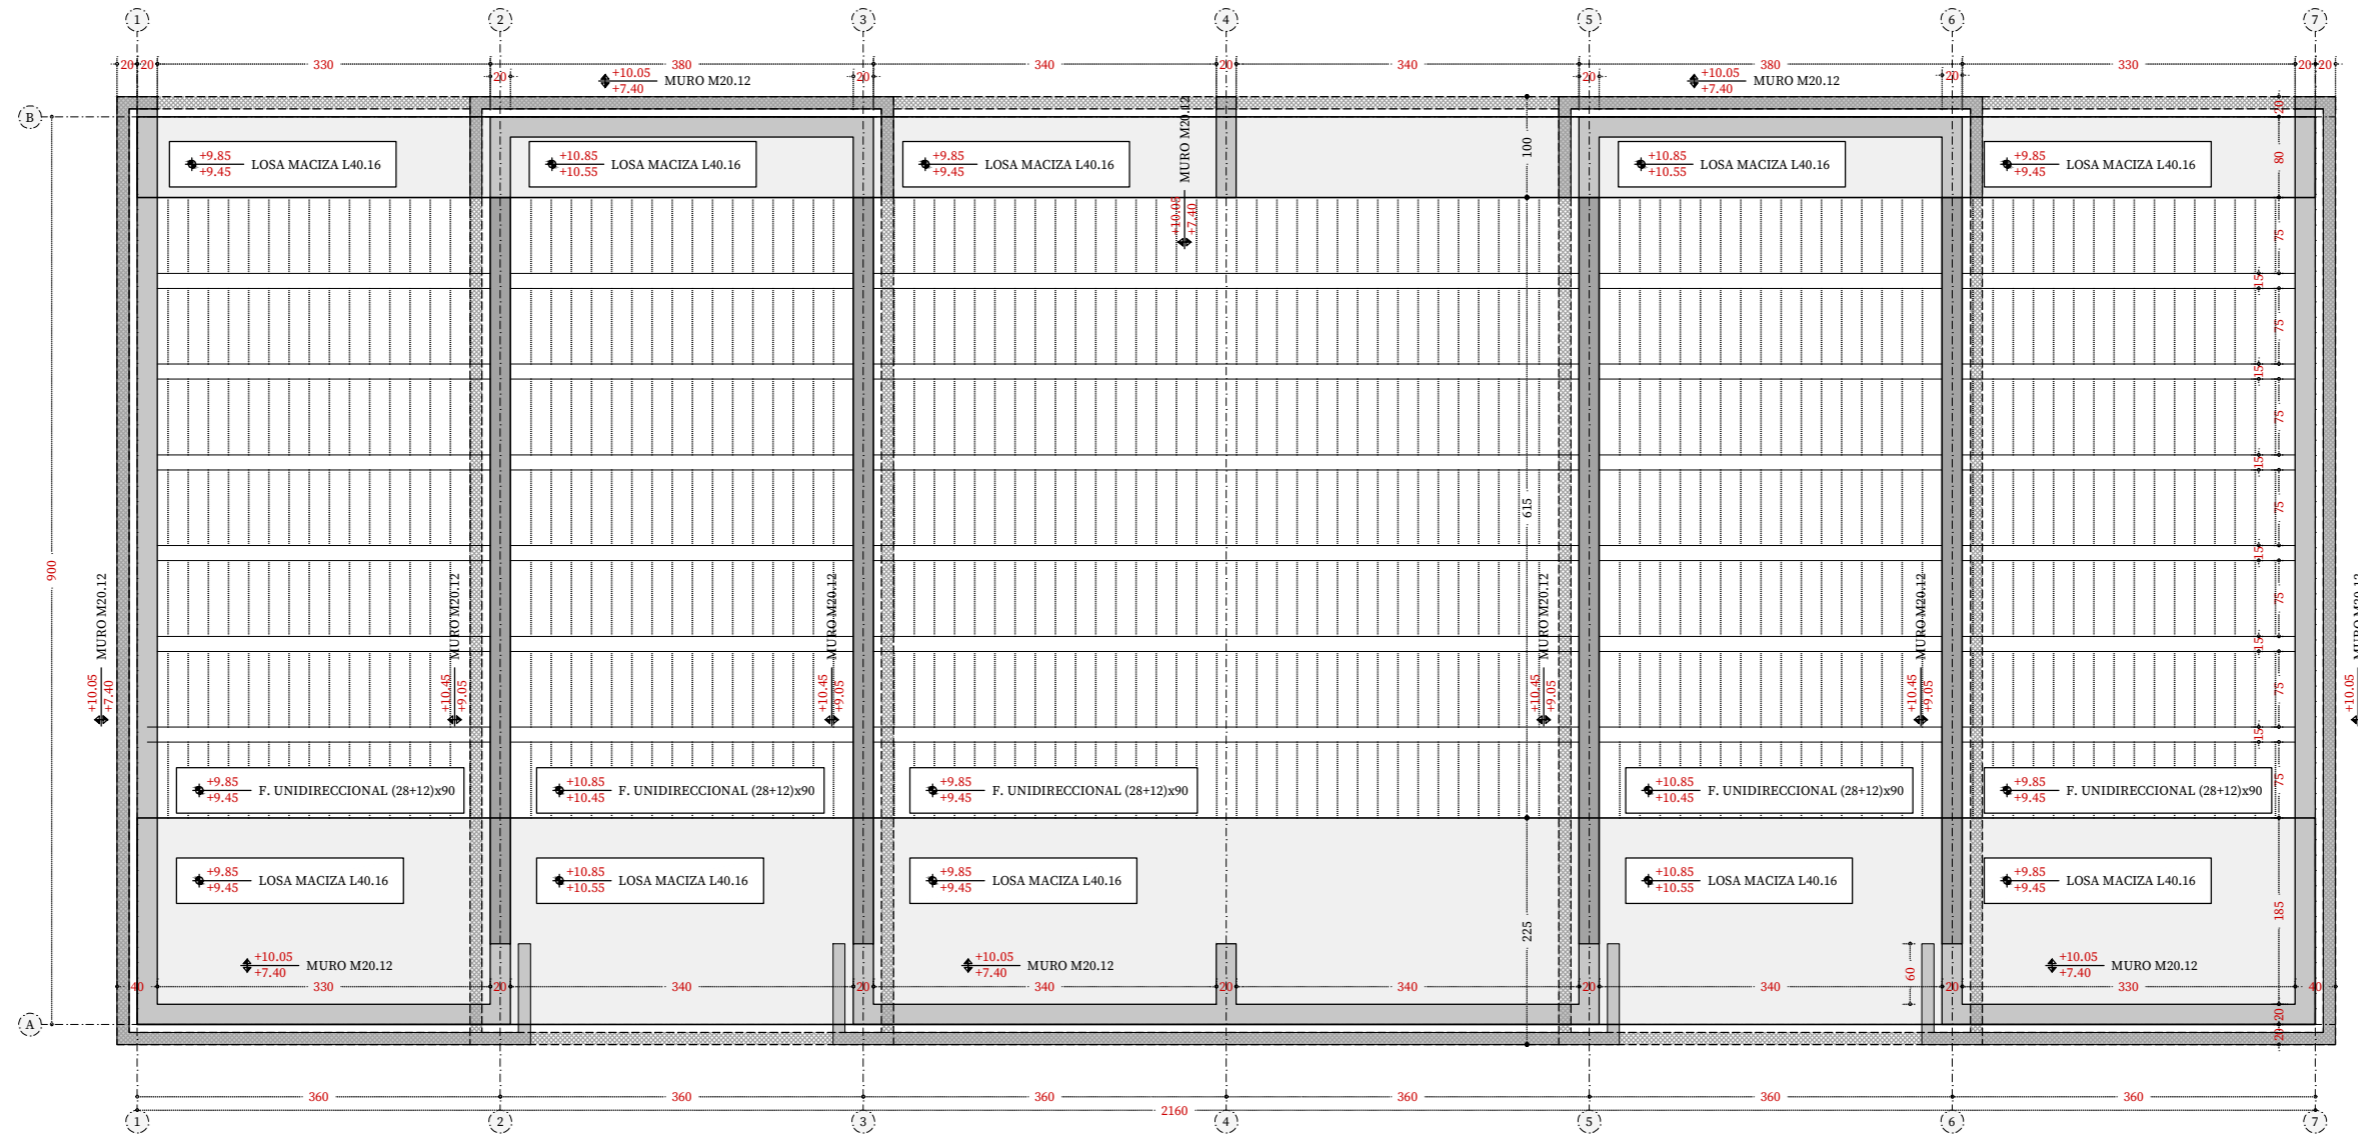 1 2 3 4 5 6 7
20 20 330 380 340 20 340 380 330 20 20
20 20 20 20
+10.05 MURO M20.12
+7.40
+10.05 MURO M20.12
+7.40
B
20
+9.85 LOSA MACIZA L40.16
+9.45
+10.85 LOSA MACIZA L40.16
+10.55
+9.85 LOSA MACIZA L40.16
+9.45
MURO M20.12
+10.05
+7.40
100
+10.85 LOSA MACIZA L40.16
+10.55
+9.85 LOSA MACIZA L40.16
+9.45
80
75
15
75
15
75
15
75
15
75
15
75
15
75
900
615
MURO M20.12
+10.05
+7.40
MURO M20.12
+10.45
+9.05
MURO M20.12
+10.45
+9.05
MURO M20.12
+10.45
+9.05
MURO M20.12
+10.45
+9.05
+10.05
+9.85 F. UNIDIRECCIONAL (28+12)x90
+9.45
+10.85 F. UNIDIRECCIONAL (28+12)x90
+10.45
+9.85 F. UNIDIRECCIONAL (28+12)x90
+9.45
+10.85 F. UNIDIRECCIONAL (28+12)x90
+10.45
+9.85 F. UNIDIRECCIONAL (28+12)x90
+9.45
+9.85 LOSA MACIZA L40.16
+9.45
+10.85 LOSA MACIZA L40.16
+10.55
+9.85 LOSA MACIZA L40.16
+9.45
+10.85 LOSA MACIZA L40.16
+10.55
+9.85 LOSA MACIZA L40.16
+9.45
225
185
+10.05 MURO M20.12
+7.40
+10.05 MURO M20.12
+7.40
60
+10.05 MURO M20.12
+7.40
40 330 20 340 20 340 20 340 20 340 20 330 40
A
20
20
360 360 360 360 360 360
2160
1 2 3 4 5 6 7